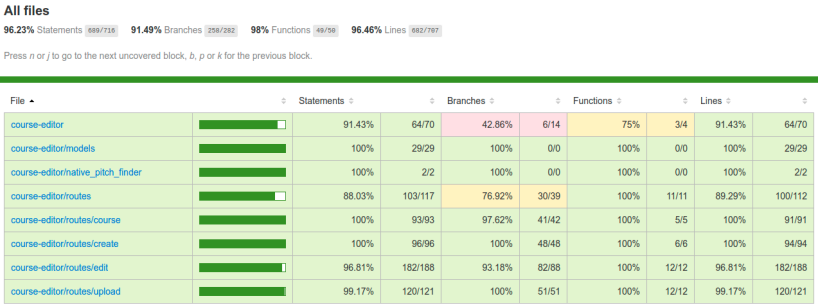 All files
96.23% Statements 689/716 91.49% Branches 258/282 98% Functions 49/50 96.46% Lines 682/707
Press n or j to go to the next uncovered block, b, p or k for the previous block.
File Statements Branches Functions Lines
course-editor 91.43% 64/70 42.86% 6/14 75% 3/4 91.43% 64/70
course-editor/models 100% 29/29 100% 0/0 100% 0/0 100% 29/29
course-editor/native_pitch_finder 100% 2/2 100% 0/0 100% 0/0 100% 2/2
course-editor/routes 88.03% 103/117 76.92% 30/39 100% 11/11 89.29% 100/112
course-editor/routes/course 100% 93/93 97.62% 41/42 100% 5/5 100% 91/91
course-editor/routes/create 100% 96/96 100% 48/48 100% 6/6 100% 94/94
course-editor/routes/edit 96.81% 182/188 93.18% 82/88 100% 12/12 96.81% 182/188
course-editor/routes/upload 99.17% 120/121 100% 51/51 100% 12/12 99.17% 120/121